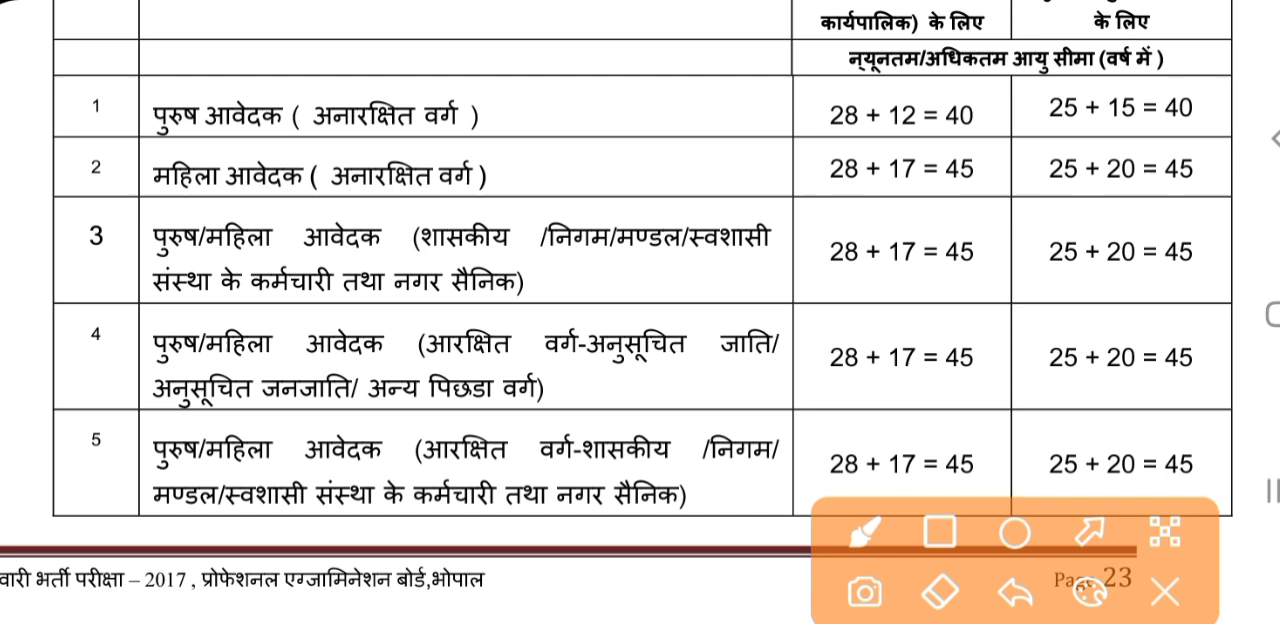 कार्यपालिक) के लिए
के लिए
न्यूनतम/अधिकतम आयु सीमा (वर्ष में )
1 पुरुष आवेदक ( अनारक्षित वर्ग ) 28 + 12 = 40 25 + 15 = 40
2 महिला आवेदक ( अनारक्षित वर्ग ) 28 + 17 = 45 25 + 20 = 45
3 पुरुष/महिला आवेदक (शासकीय /निगम/मण्डल/स्वशासी
संस्था के कर्मचारी तथा नगर सैनिक) 28 + 17 = 45 25 + 20 = 45
4 पुरुष/महिला आवेदक (आरक्षित वर्ग-अनुसूचित जाति/
अनुसूचित जनजाति/ अन्य पिछडा वर्ग) 28 + 17 = 45 25 + 20 = 45
5 पुरुष/महिला आवेदक (आरक्षित वर्ग-शासकीय /निगम/
मण्डल/स्वशासी संस्था के कर्मचारी तथा नगर सैनिक) 28 + 17 = 45 25 + 20 = 45
वारी भर्ती परीक्षा – 2017 , प्रोफेशनल एग्जामिनेशन बोर्ड,भोपाल
Page 23